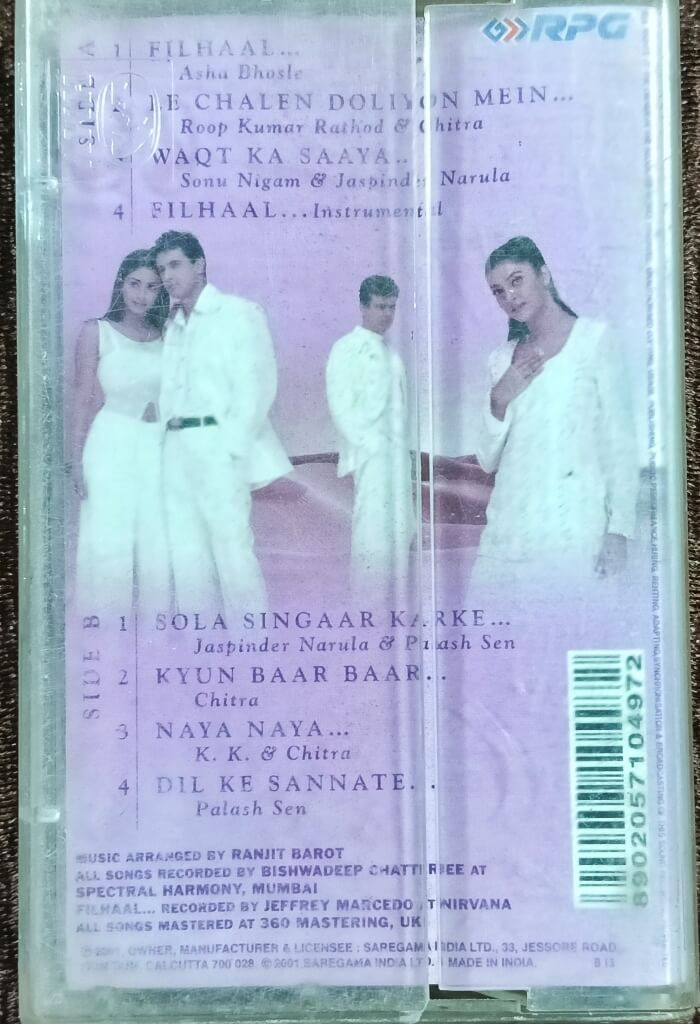 RPG
SIDE A
1 FILHAAL...
Asha Bhosle
LE CHALEN DOLIYON MEIN...
Roop Kumar Rathod & Chitra
WAQT KA SAAYA..
Sonu Nigam & Jaspinder Narula
4 FILHAAL...Instrumental
SIDE B
1 SOLA SINGAAR KARKE...
Jaspinder Narula & Palash Sen
2 KYUN BAAR BAAR..
Chitra
3 NAYA NAYA...
K. K. & Chitra
4 DIL KE SANNATE..
Palash Sen
MUSIC ARRANGED BY RANJIT BAROT
ALL SONGS RECORDED BY BISHWADEEP CHATTERJEE AT
SPECTRAL HARMONY, MUMBAI
FILHAAL... RECORDED BY JEFFREY MARCEDO AT NIRVANA
ALL SONGS MASTERED AT 360 MASTERING, UK
℗ 2001, OWNER, MANUFACTURER & LICENSEE : SAREGAMA INDIA LTD., 33, JESSORE ROAD,
CALCUTTA 700 028. © 2001 SAREGAMA INDIA LTD. MADE IN INDIA. B 13
8902057104972